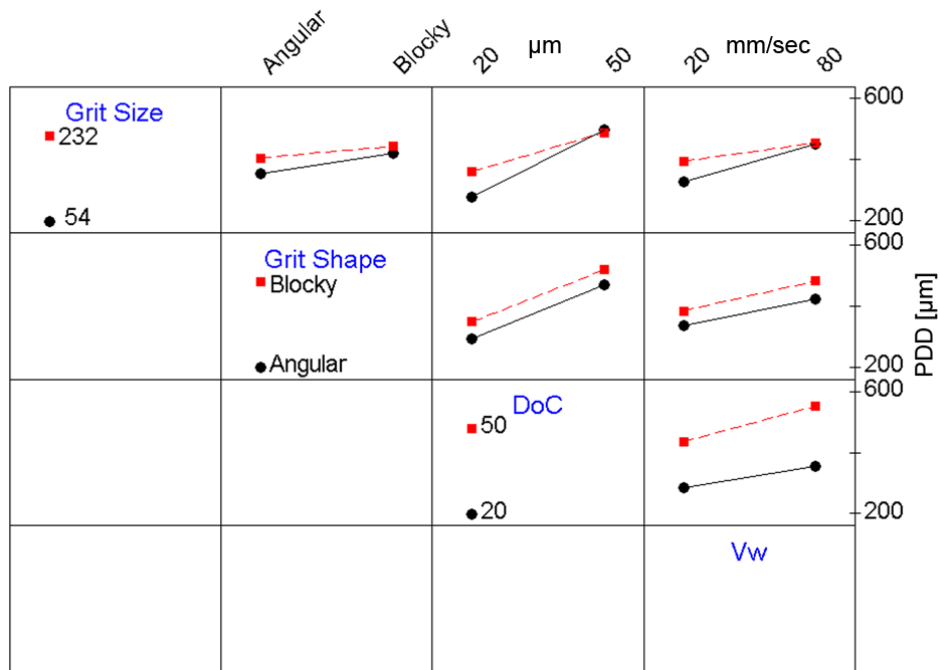 Angular Blocky 20 µm 50 20 mm/sec 80
Grit Size
232
54
600
200
Grit Shape
Blocky
Angular
600
200
PDD [µm]
DoC
50
20
600
200
Vw